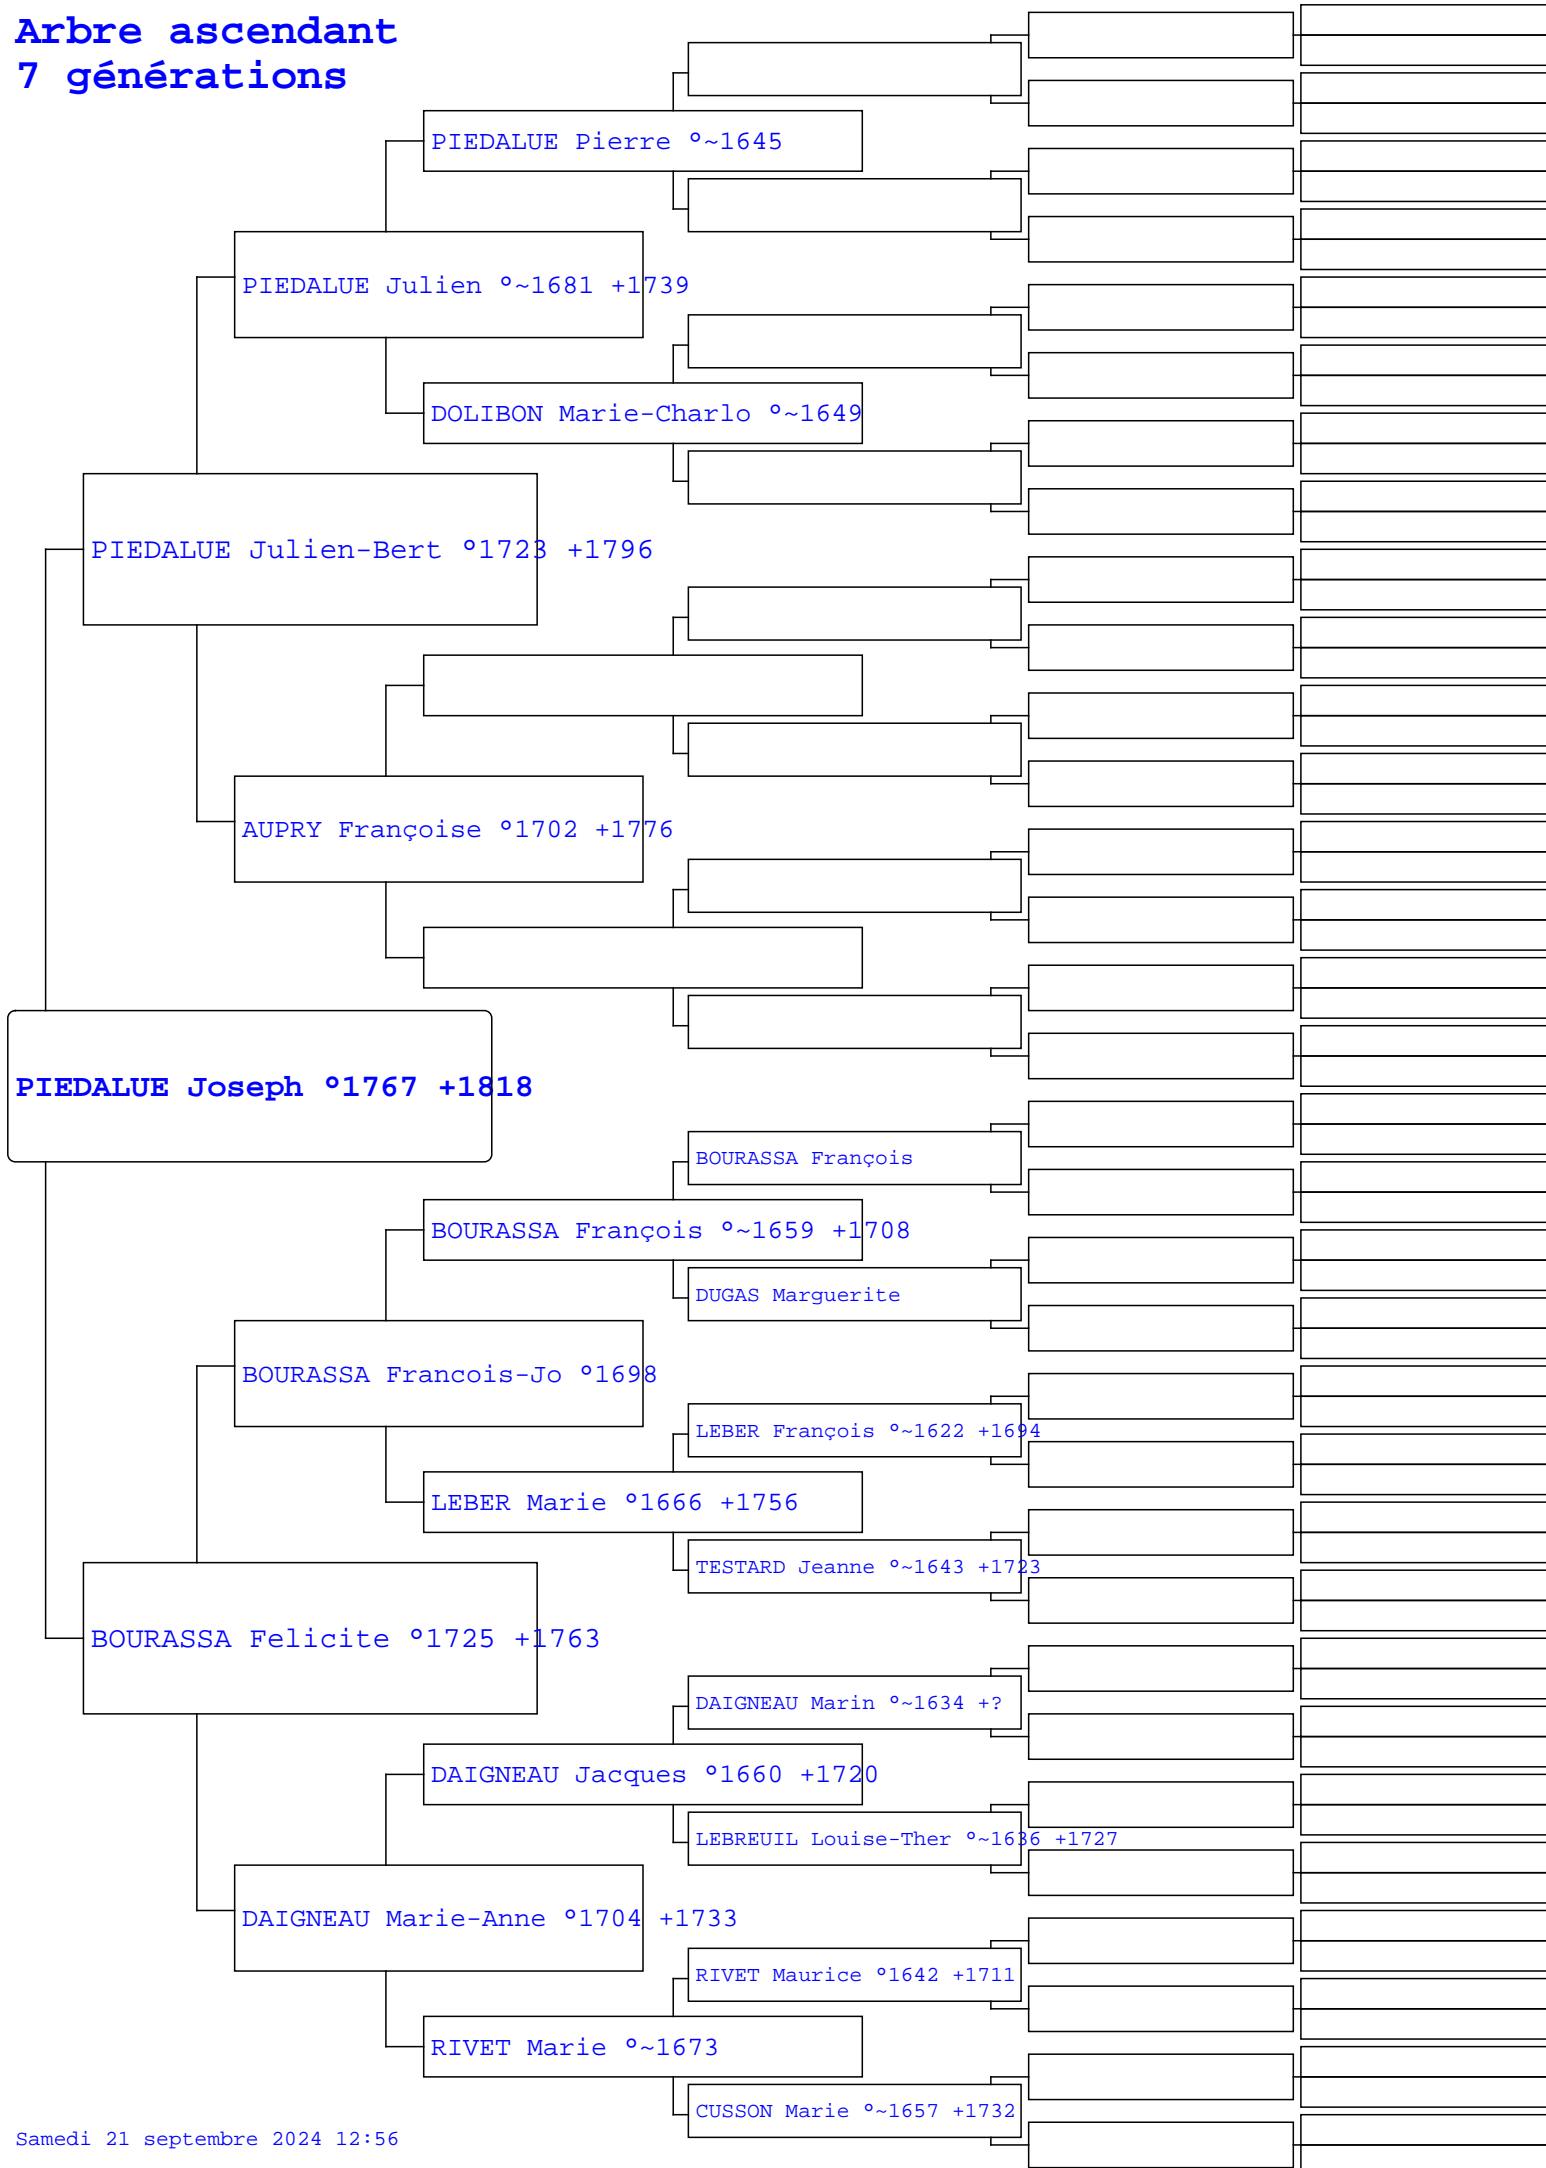 Arbre ascendant
7 générations
PIEDALUE Pierre °~1645
PIEDALUE Julien °~1681 +1739
DOLIBON Marie-Charlo °~1649
PIEDALUE Julien-Bert °1723 +1796
AUPRY Françoise °1702 +1776
PIEDALUE Joseph °1767 +1818
BOURASSA François
BOURASSA François °~1659 +1708
DUGAS Marguerite
BOURASSA Francois-Jo °1698
LEBER François °~1622 +1694
LEBER Marie °1666 +1756
TESTARD Jeanne °~1643 +1723
BOURASSA Felicite °1725 +1763
DAIGNEAU Marin °~1634 +?
DAIGNEAU Jacques °1660 +1720
LEBREUIL Louise-Ther °~1636 +1727
DAIGNEAU Marie-Anne °1704 +1733
RIVET Maurice °1642 +1711
RIVET Marie °~1673
CUSSON Marie °~1657 +1732
Samedi 21 septembre 2024 12:56